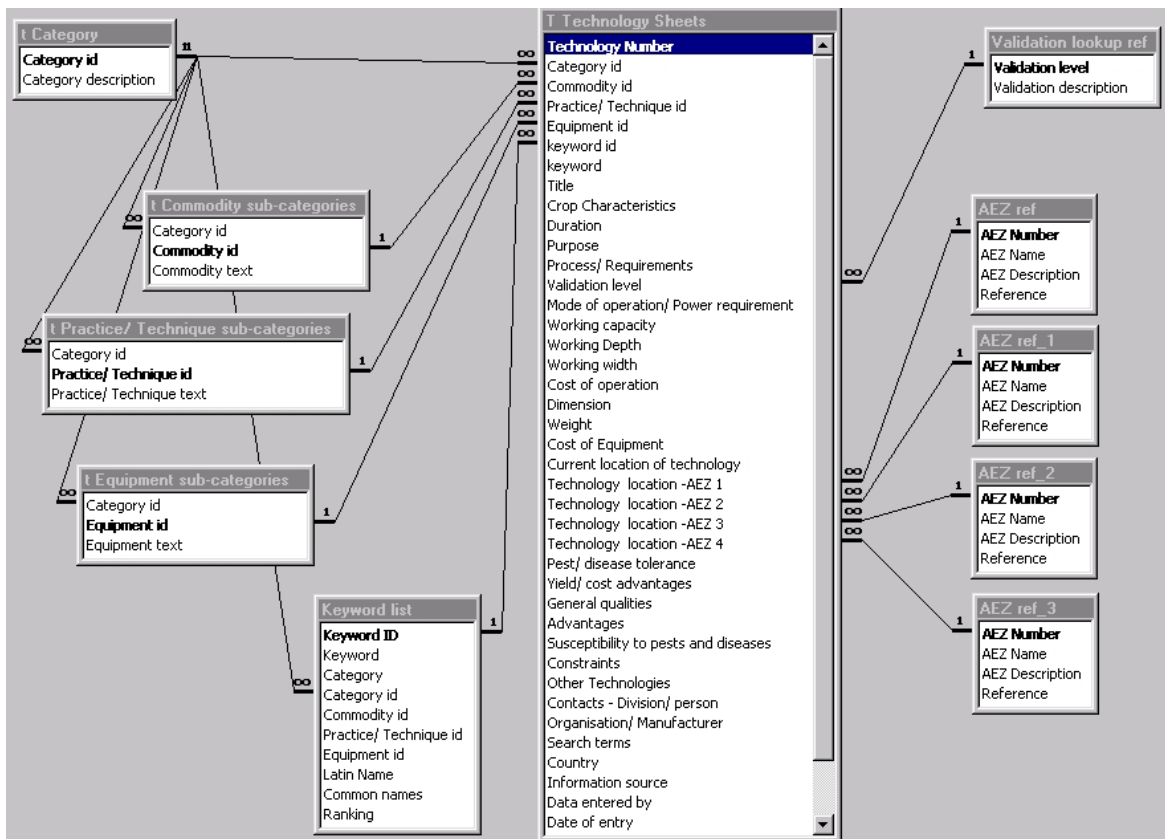 t Category
Category id
Category description
t Commodity sub-categories
Category id
Commodity id
Commodity text
t Practice/ Technique sub-categories
Category id
Practice/ Technique id
Practice/ Technique text
t Equipment sub-categories
Category id
Equipment id
Equipment text
Keyword list
Keyword ID
Keyword
Category
Category id
Commodity id
Practice/ Technique id
Equipment id
Latin Name
Common names
Ranking
T Technology Sheets
Technology Number
Category id
Commodity id
Practice/ Technique id
Equipment id
keyword id
keyword
Title
Crop Characteristics
Duration
Purpose
Process/ Requirements
Validation level
Mode of operation/ Power requirement
Working capacity
Working Depth
Working width
Cost of operation
Dimension
Weight
Cost of Equipment
Current location of technology
Technology location -AEZ 1
Technology location -AEZ 2
Technology location -AEZ 3
Technology location -AEZ 4
Pest/ disease tolerance
Yield/ cost advantages
General qualities
Advantages
Susceptibility to pests and diseases
Constraints
Other Technologies
Contacts - Division/ person
Organisation/ Manufacturer
Search terms
Country
Information source
Data entered by
Date of entry
Validation lookup ref
Validation level
Validation description
AEZ ref
AEZ Number
AEZ Name
AEZ Description
Reference
AEZ ref_1
AEZ Number
AEZ Name
AEZ Description
Reference
AEZ ref_2
AEZ Number
AEZ Name
AEZ Description
Reference
AEZ ref_3
AEZ Number
AEZ Name
AEZ Description
Reference
11
∞
∞
∞
∞
∞
∞
∞
∞
∞
1
1
1
1
∞
∞
∞
∞
∞
1
1
1
1
1